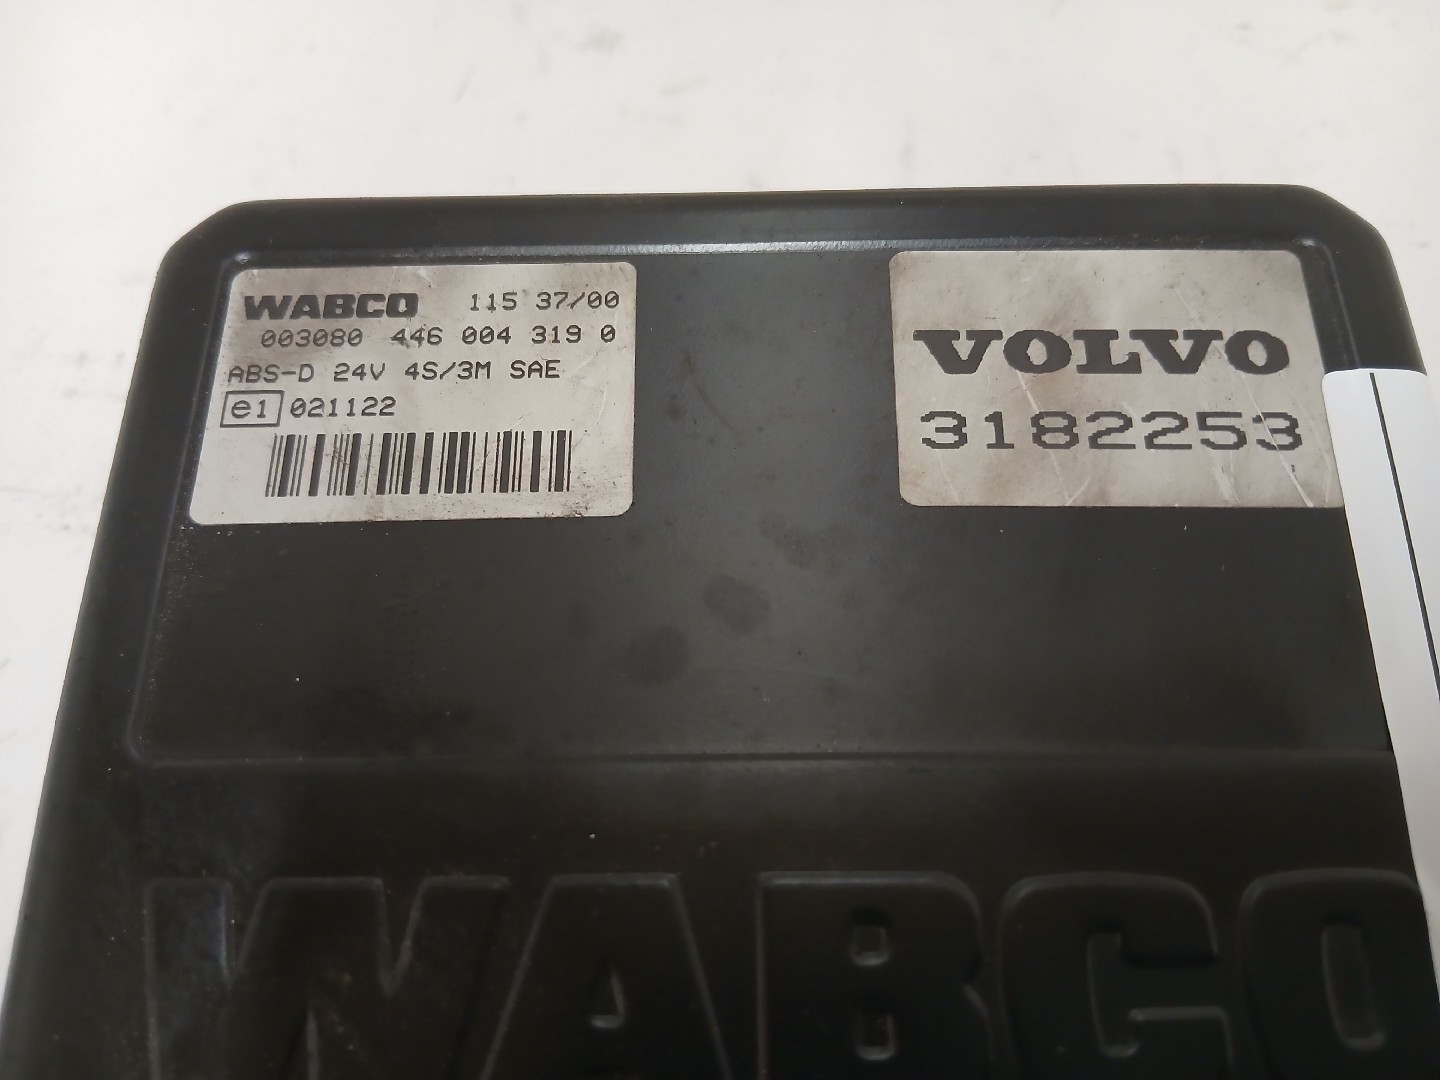 WABCO 115 37/00
003080 446 004 319 0
ABS-D 24V 4S/3M SAE
e1 021122
VOLVO
3182253
WABCO